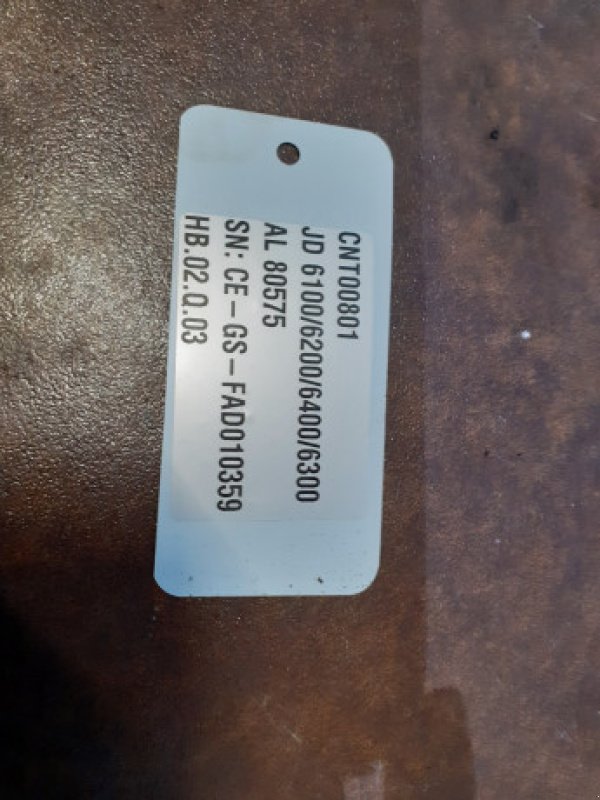 CNT00801
JD 6100/6200/6400/6300
AL 80575
SN: CE – GS – FAD010359
HB.02.Q.03